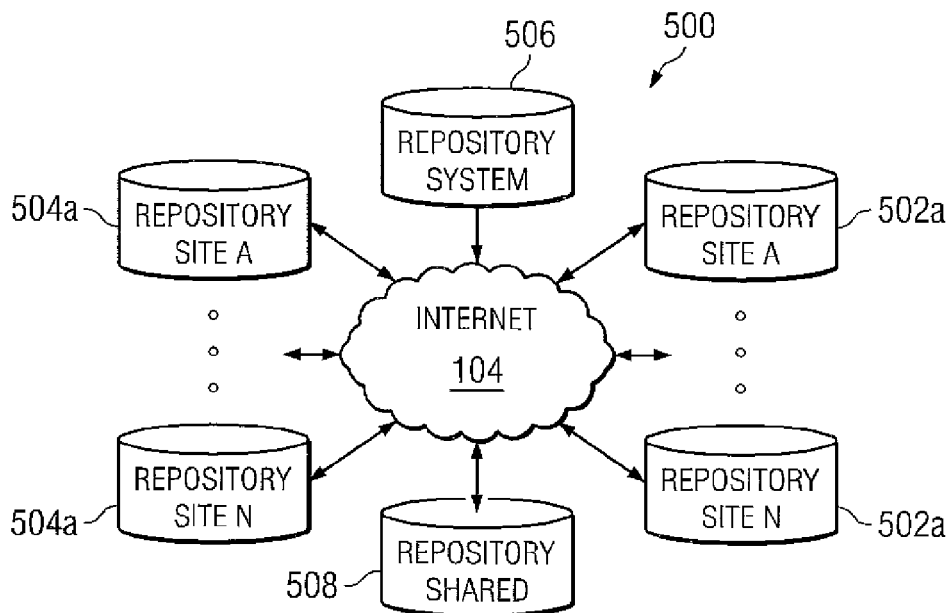 506
500
REPOSITORY
SYSTEM
504a
REPOSITORY
SITE A
REPOSITORY
SITE A
502a
INTERNET
104
504a
REPOSITORY
SITE N
REPOSITORY
SITE N
502a
508
REPOSITORY
SHARED